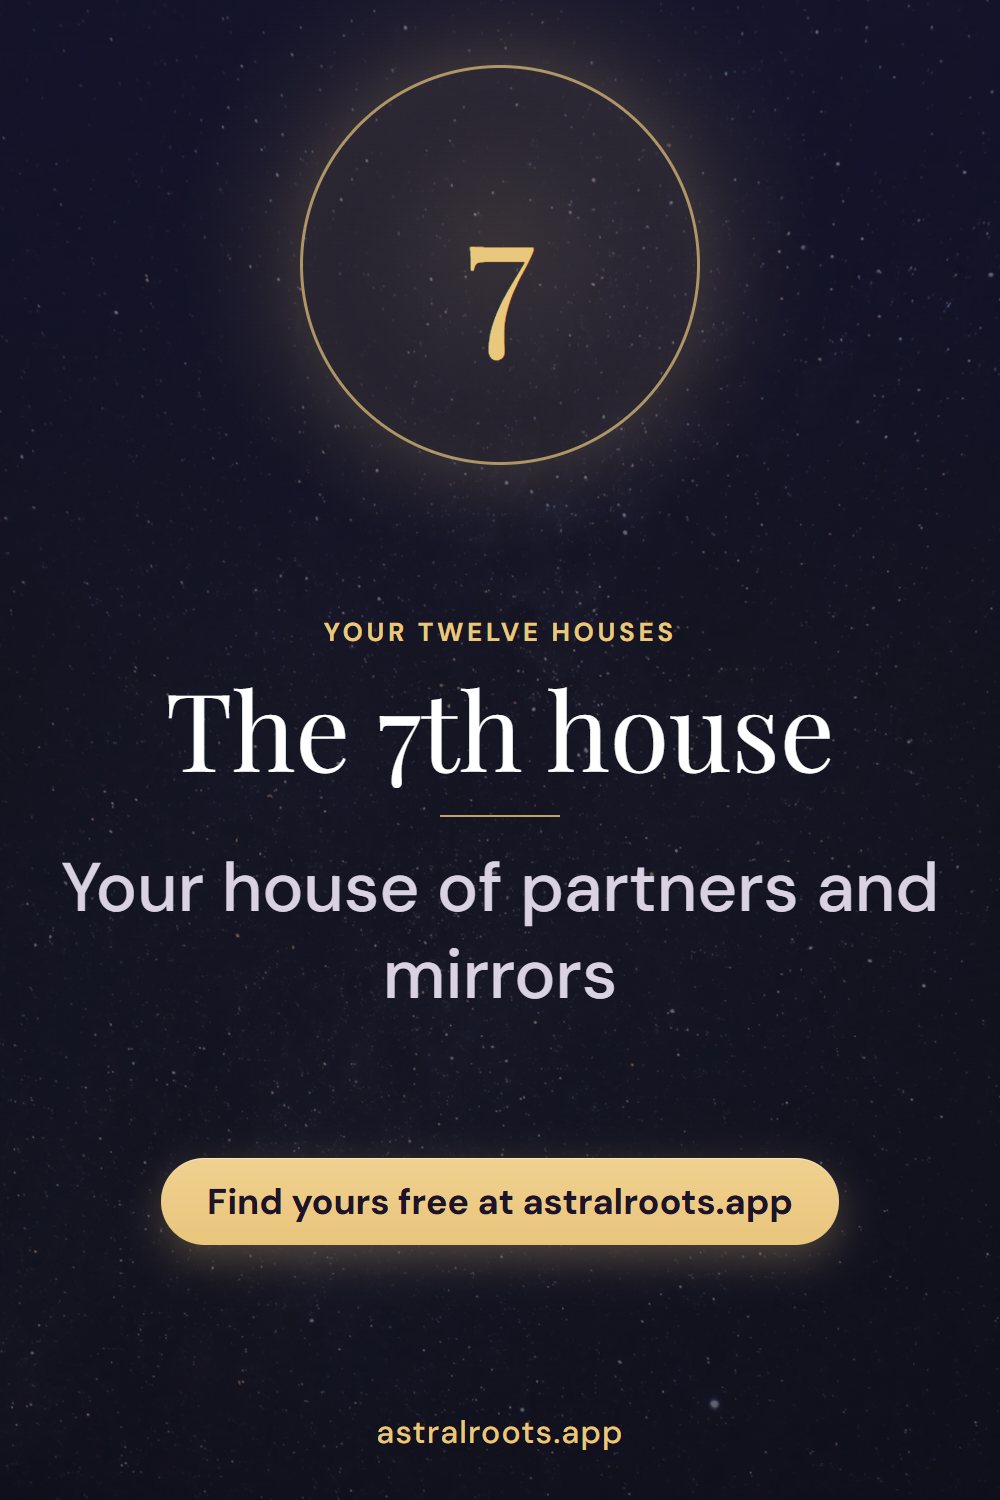 7
YOUR TWELVE HOUSES
The 7th house
Your house of partners and
mirrors
Find yours free at astralroots.app
astralroots.app